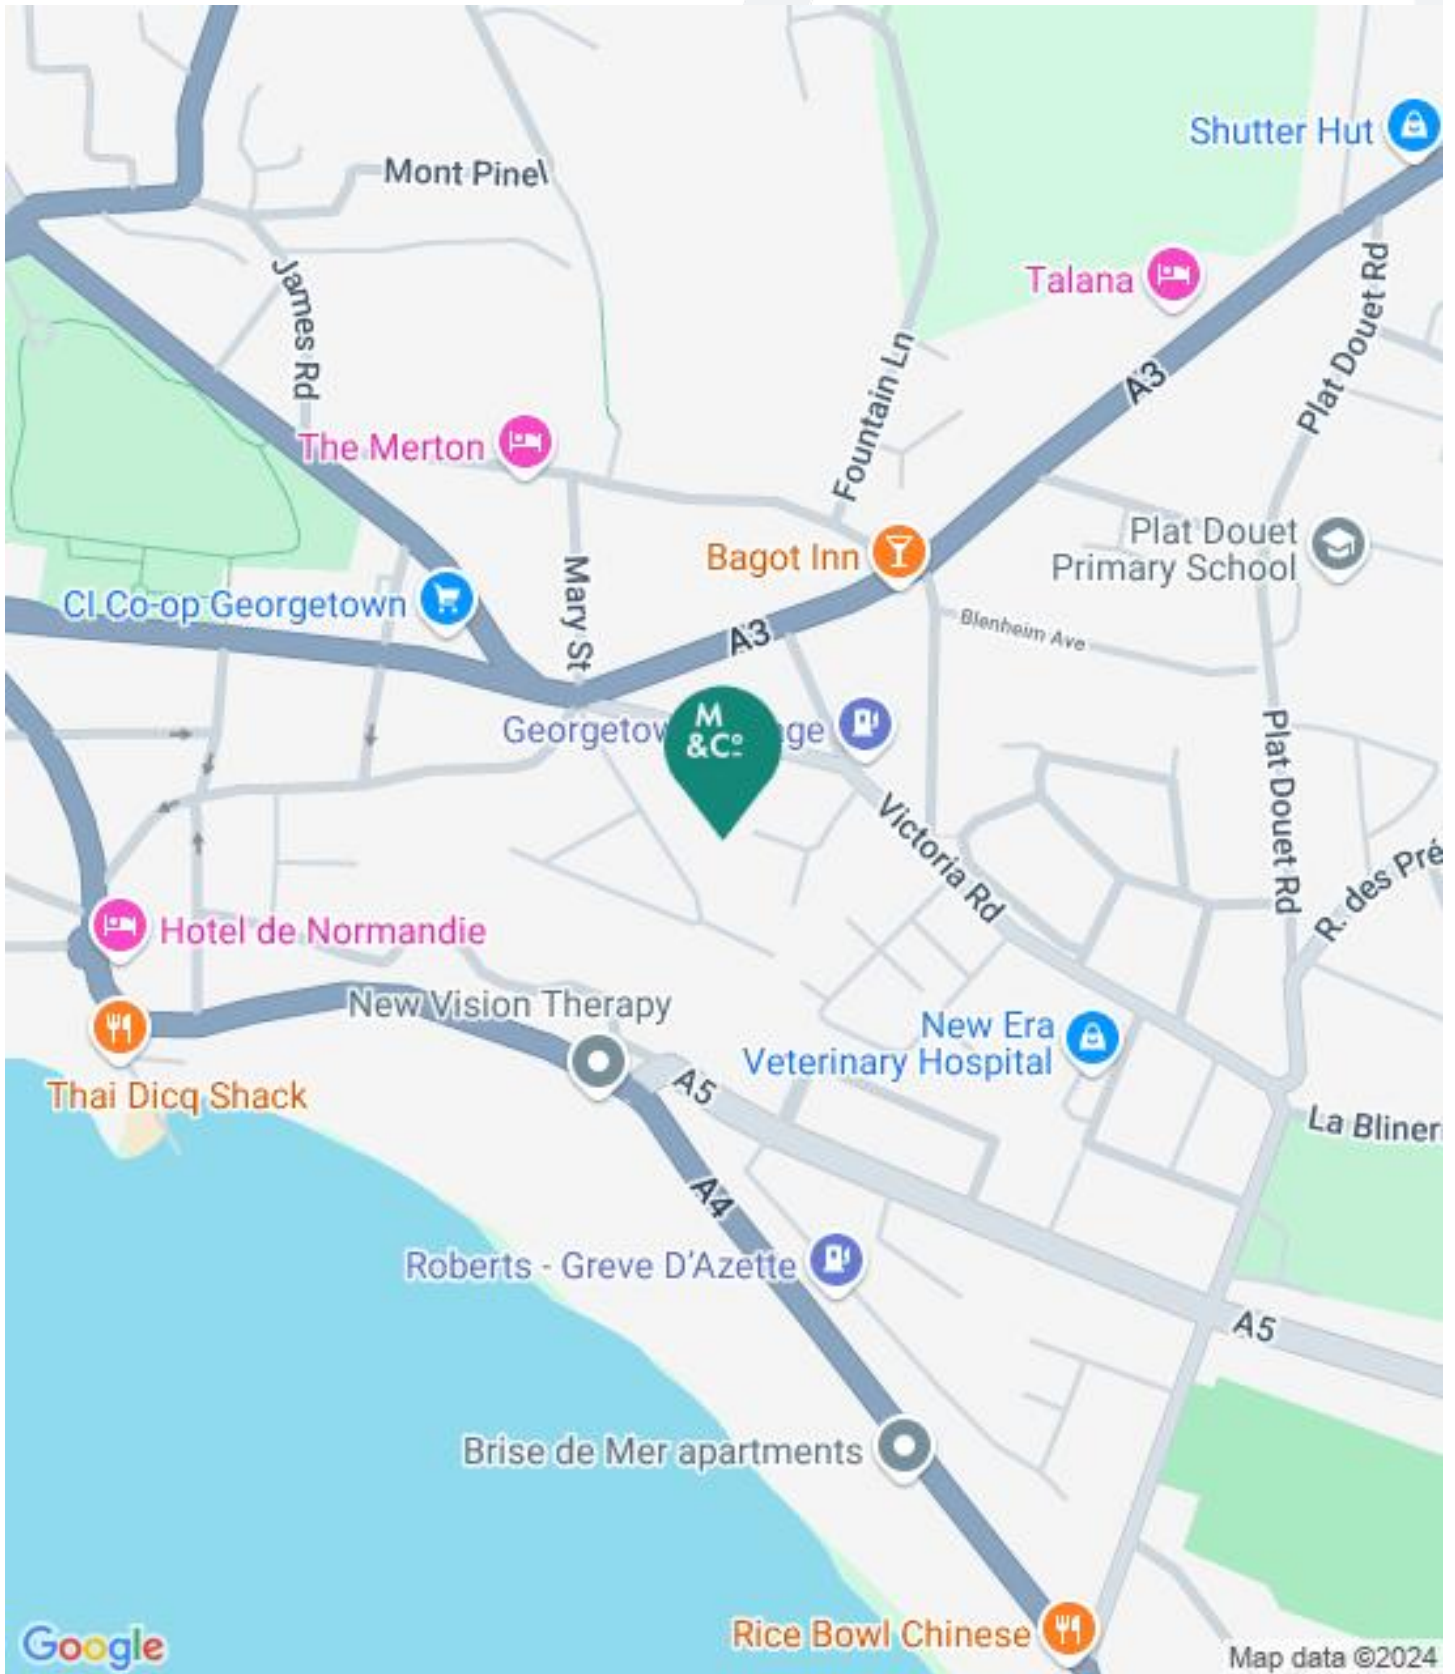 Shutter Hut
Mont Pinel
Talana
James Rd
Plat Douet Rd
A3
Fountain Ln
The Merton
Plat Douet
Primary School
Bagot Inn
Mary St
CI Co-op Georgetown
A3
Blenheim Ave
M
&Co
Plat Douet Rd
Victoria Rd
R. des Pré
Hotel de Normandie
New Vision Therapy
New Era
Veterinary Hospital
Thai Dicq Shack
A5
La Bliner
A4
Roberts - Greve D'Azette
A5
Brise de Mer apartments
Rice Bowl Chinese
Google
Map data ©2024